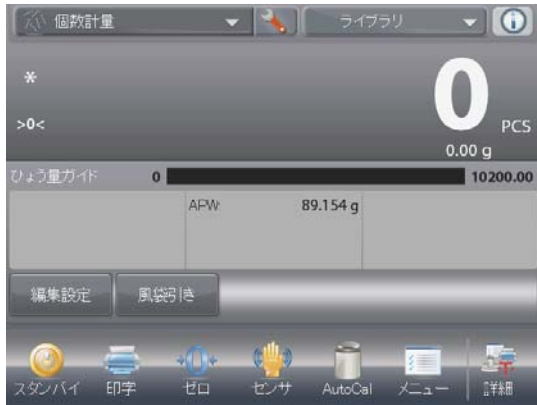 個数計量 ライブラリ
*
0
>0< PCS
0.00 g
ひょう量ガイド 0 10200.00
APW: 89.154 g
編集設定 風袋引き
スタンバイ 印字 ゼロ センサ AutoCal メニュー 詳細